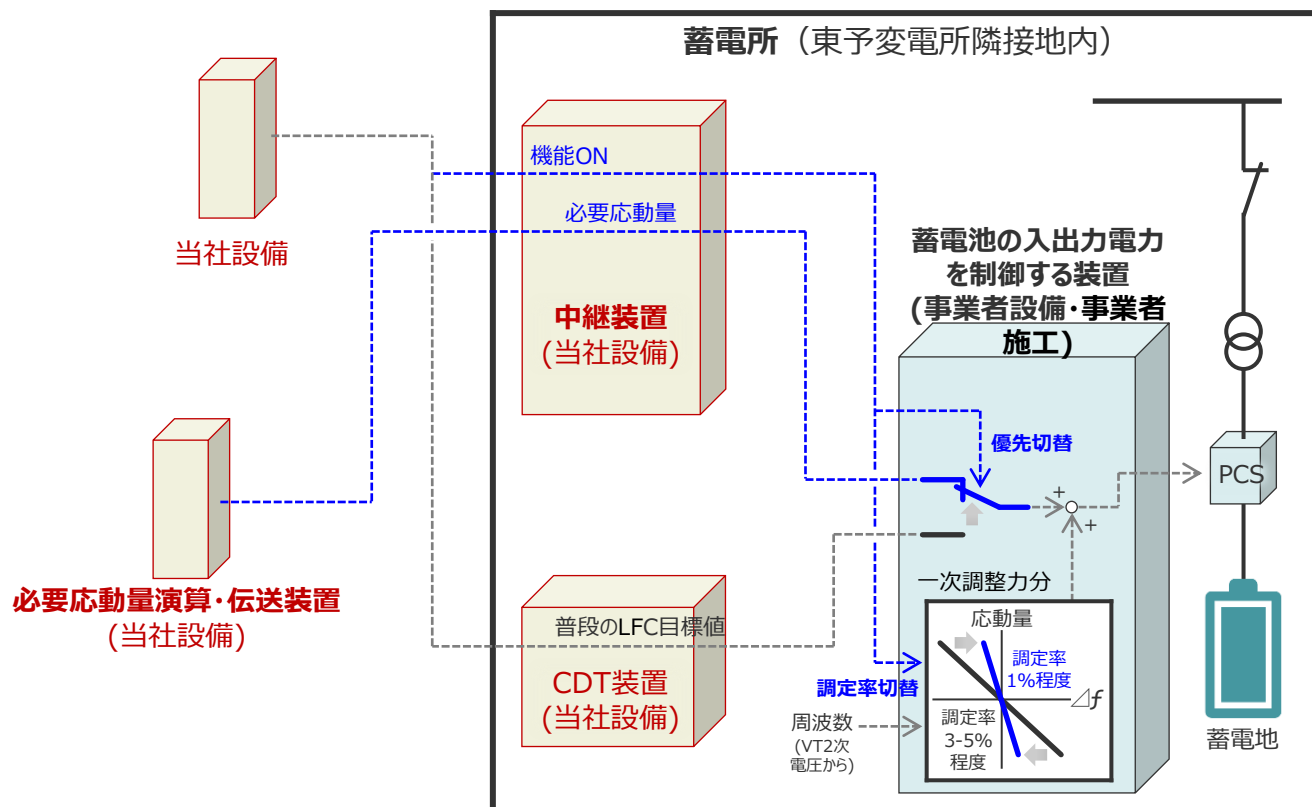 蓄電所（東予変電所隣接地内）
機能ON
必要応動量
当社設備
中継装置
(当社設備)
蓄電池の入出力電力
を制御する装置
(事業者設備・事業者
施工)
優先切替
PCS
+
+
必要応動量演算・伝送装置
(当社設備)
一次調整力分
普段のLFC目標値
CDT装置
(当社設備)
応動量
調定率
1%程度
⊿f
調定率切替
調定率
3-5%
程度
周波数
(VT2次
電圧から)
蓄電地